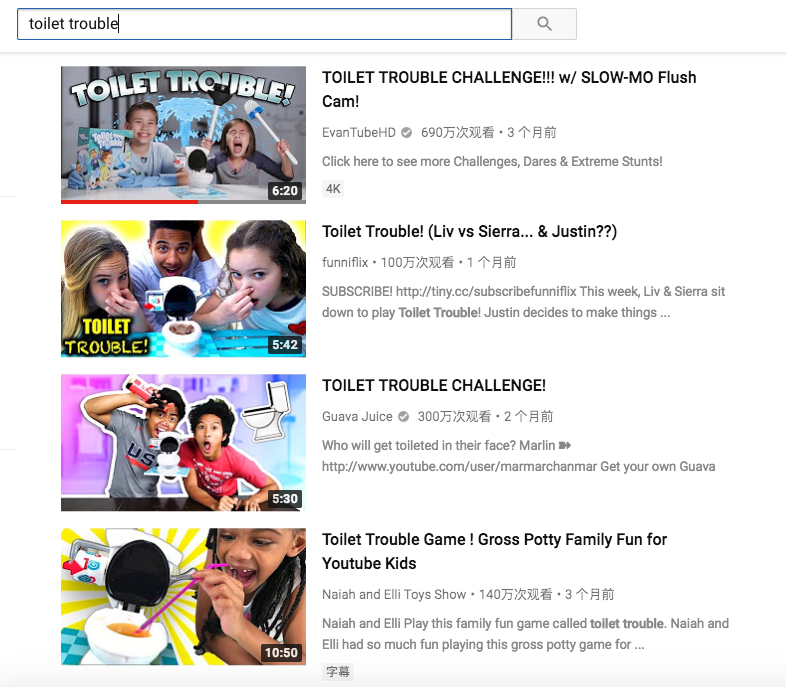 toilet trouble
TOILET TROUBLE!
6:20
TOILET TROUBLE CHALLENGE!!! w/ SLOW-MO Flush
Cam!
EvanTubeHD 690万次观看 • 3 个月前
Click here to see more Challenges, Dares & Extreme Stunts!
4K
TOILET
TROUBLE!
5:42
Toilet Trouble! (Liv vs Sierra... & Justin??)
funniflix • 100万次观看 • 1 个月前
SUBSCRIBE! http://tiny.cc/subscribefunniflix This week, Liv & Sierra sit
down to play Toilet Trouble! Justin decides to make things ...
US
5:30
TOILET TROUBLE CHALLENGE!
Guava Juice 300万次观看 • 2 个月前
Who will get toileted in their face? Marlin ➽
http://www.youtube.com/user/marmarchanmar Get your own Guava
10:50
Toilet Trouble Game ! Gross Potty Family Fun for
Youtube Kids
Naiah and Elli Toys Show • 140万次观看 • 3 个月前
Naiah and Elli Play this family fun game called toilet trouble. Naiah and
Elli had so much fun playing this gross potty game for ...
字幕